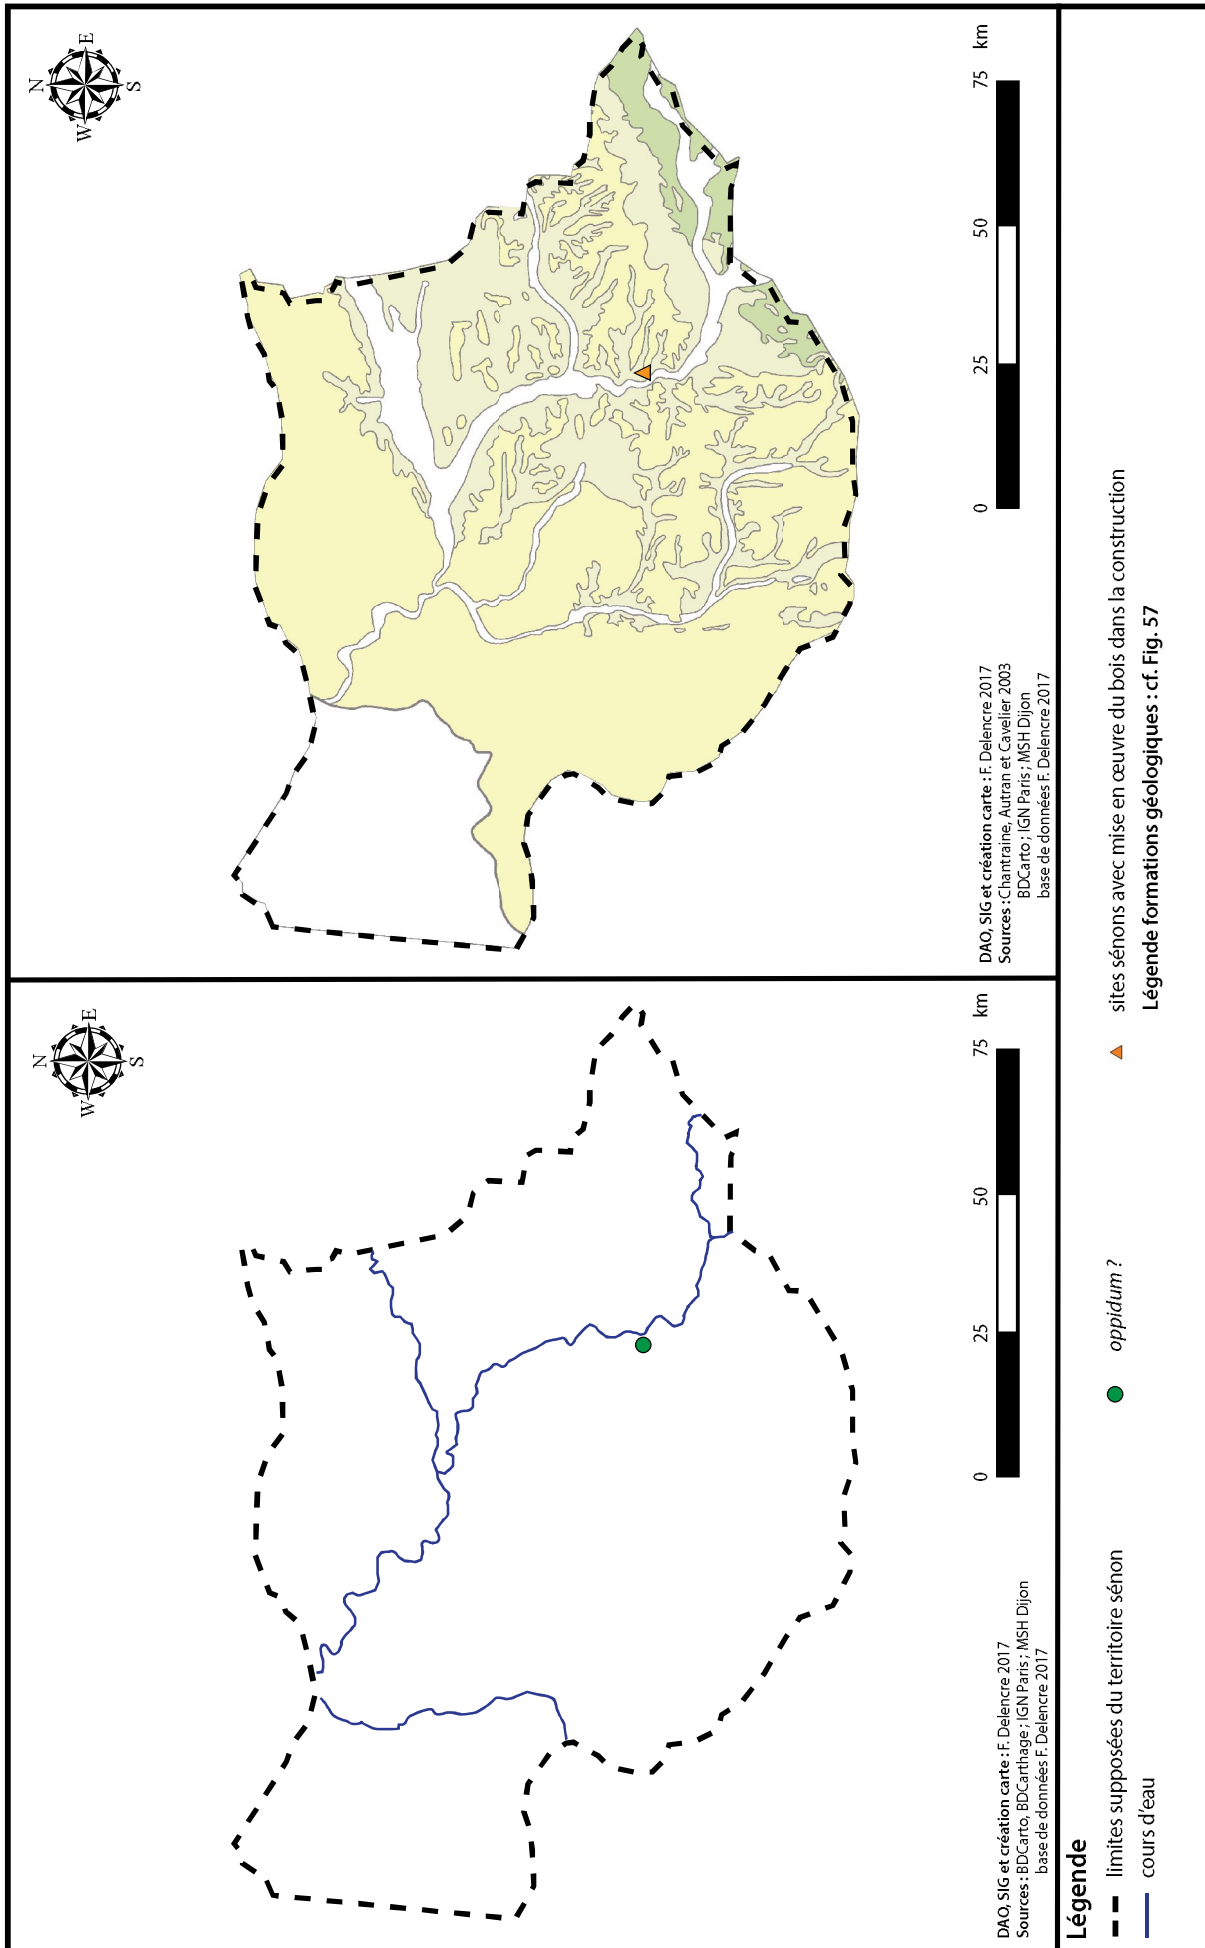 N
E
S
W
0
25
50
75
km
DAO, SIG et création carte : F. Delencre 2017
Sources : BDCarto, BDCarthage ; IGN Paris ; MSH Dijon
base de données F. Delencre 2017
N
E
S
W
0
25
50
75
km
DAO, SIG et création carte : F. Delencre 2017
Sources : Chantraine, Autran et Cavelier 2003
BDCarto ; IGN Paris ; MSH Dijon
base de données F. Delencre 2017
Légende
limites supposées du territoire sénon
cours d'eau
oppidum ?
sites sénons avec mise en œuvre du bois dans la construction
Légende formations géologiques : cf. Fig. 57